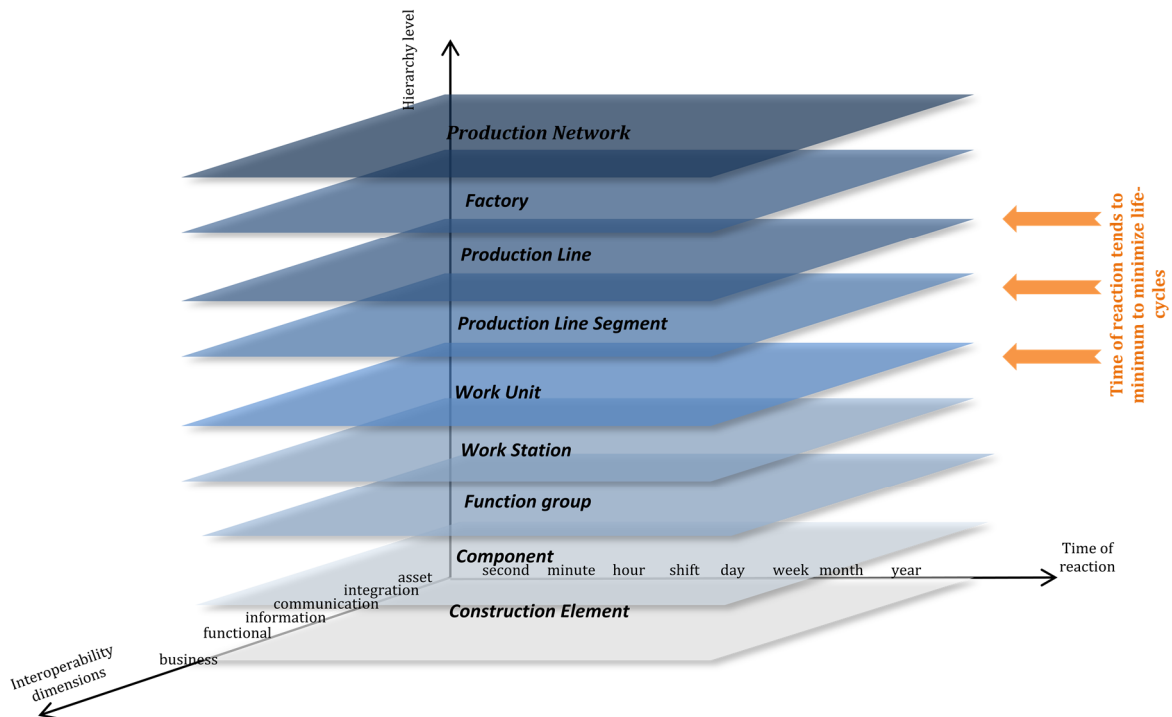 Hierarchy level
Production Network
Factory
Production Line
Production Line Segment
Work Unit
Work Station
Function group
Component
Construction Element
Time of reaction tends to
minimum to minimize life-
cycles
second minute hour shift day week month year
Time of
reaction
asset
integration
communication
information
functional
business
Interoperability
dimensions